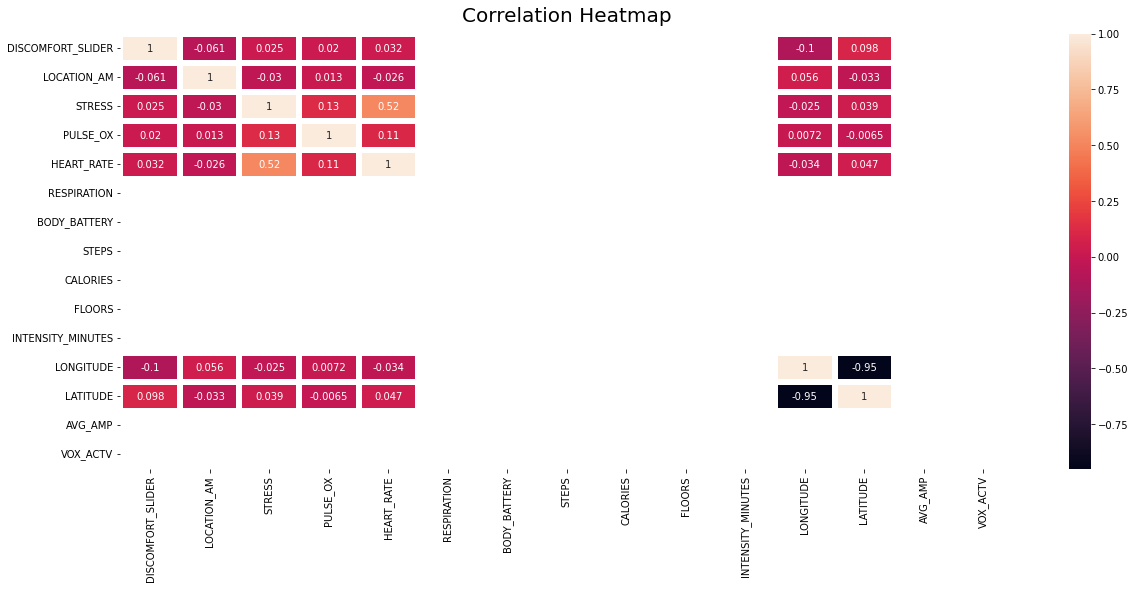 Correlation Heatmap
DISCOMFORT_SLIDER 1 -0.061 0.025 0.02 0.032 -0.1 0.098
LOCATION_AM -0.061 1 -0.03 0.013 -0.026 0.056 -0.033
STRESS 0.025 -0.03 1 0.13 0.52 -0.025 0.039
PULSE_OX 0.02 0.013 0.13 1 0.11 0.0072 -0.0065
HEART_RATE 0.032 -0.026 0.52 0.11 1 -0.034 0.047
RESPIRATION
BODY_BATTERY
STEPS
CALORIES
FLOORS
INTENSITY_MINUTES
LONGITUDE -0.1 0.056 -0.025 0.0072 -0.034 1 -0.95
LATITUDE 0.098 -0.033 0.039 -0.0065 0.047 -0.95 1
AVG_AMP
VOX_ACTV
DISCOMFORT_SLIDER
LOCATION_AM
STRESS
PULSE_OX
HEART_RATE
RESPIRATION
BODY_BATTERY
STEPS
CALORIES
FLOORS
INTENSITY_MINUTES
LONGITUDE
LATITUDE
AVG_AMP
VOX_ACTV
1.00
0.75
0.50
0.25
0.00
−0.25
−0.50
−0.75